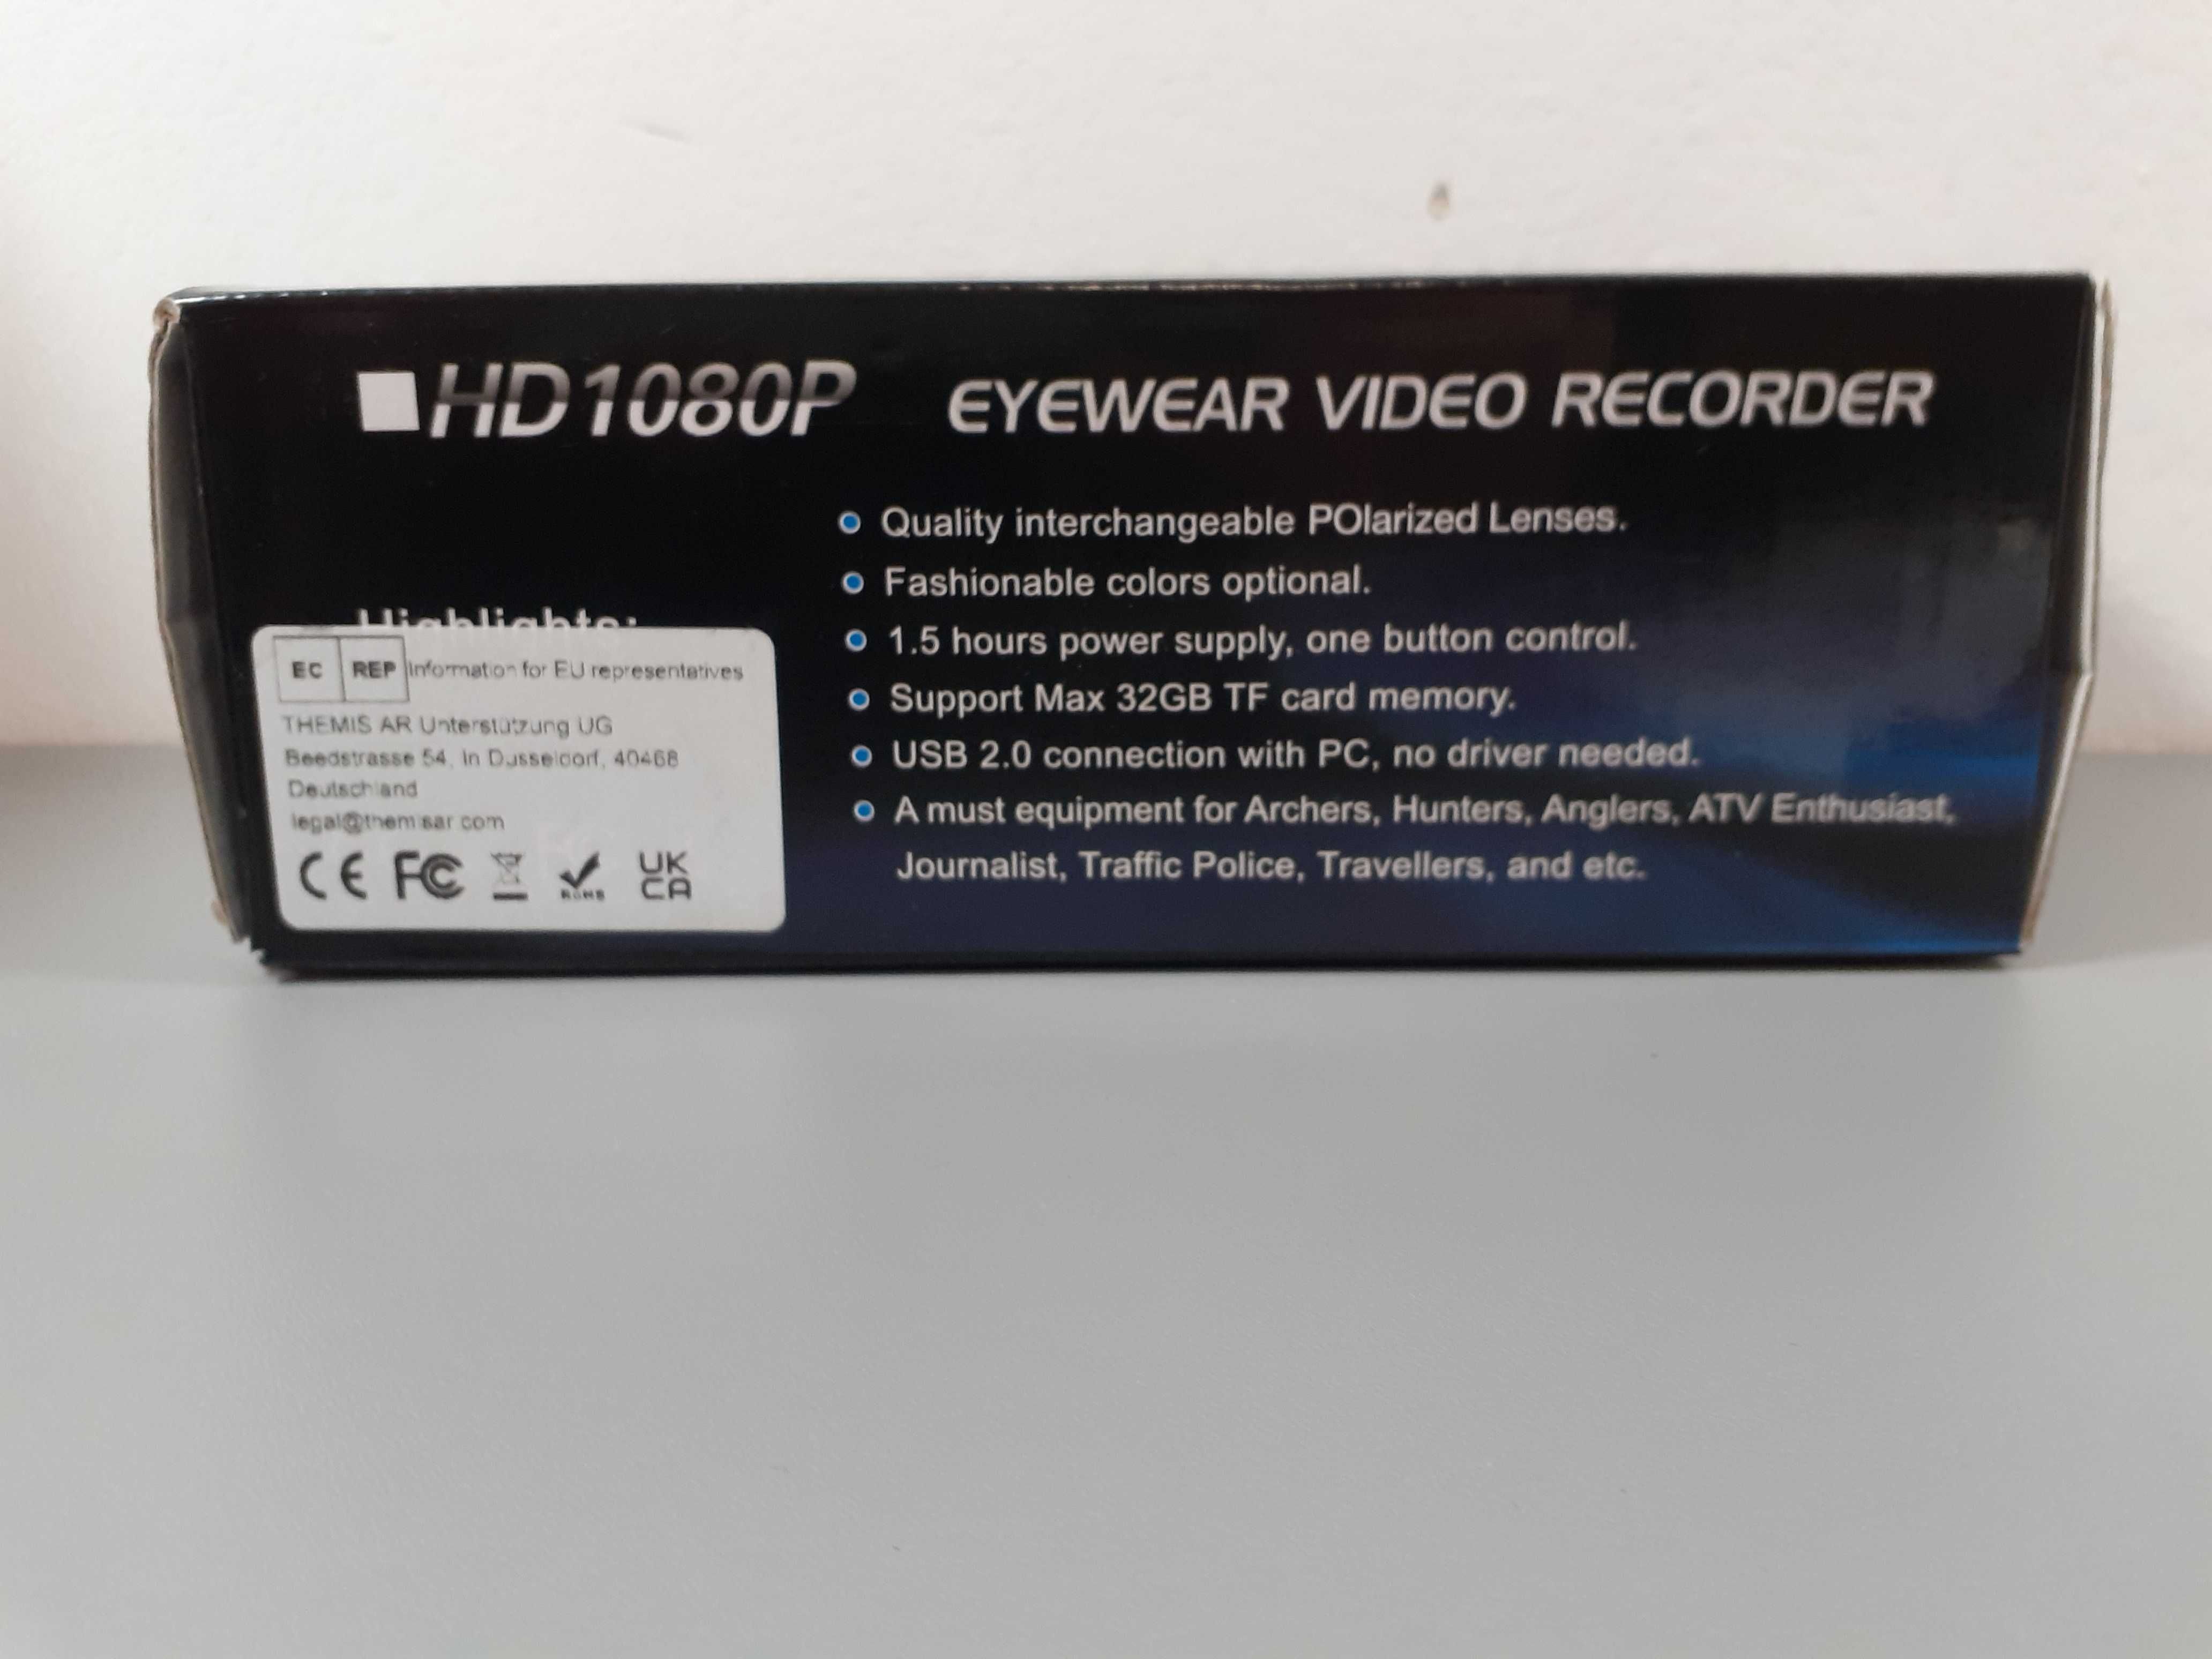 HD1080P EYEWEAR VIDEO RECORDER
Highlights:
Quality interchangeable POlarized Lenses.
Fashionable colors optional.
1.5 hours power supply, one button control.
Support Max 32GB TF card memory.
USB 2.0 connection with PC, no driver needed.
A must equipment for Archers, Hunters, Anglers, ATV Enthusiast,
Journalist, Traffic Police, Travellers, and etc.
EC REP Information for EU representatives
THEMIS AR Unterstützung UG
Beedstrasse 54, In Dusseldorf, 40468
Deutschland
legal@themisar.com
CE FC RoHS UK
CA